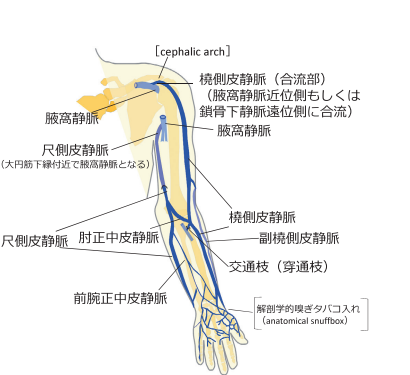 [cephalic arch]
橈側皮静脈（合流部）
（腋窩静脈近位側もしくは
鎖骨下静脈遠位側に合流）
腋窩静脈
腋窩静脈
尺側皮静脈
（大円筋下縁付近で腋窩静脈となる）
橈側皮静脈
尺側皮静脈
肘正中皮静脈
副橈側皮静脈
交通枝（穿通枝）
前腕正中皮静脈
解剖学的嗅ぎタバコ入れ
（anatomical snuffbox）